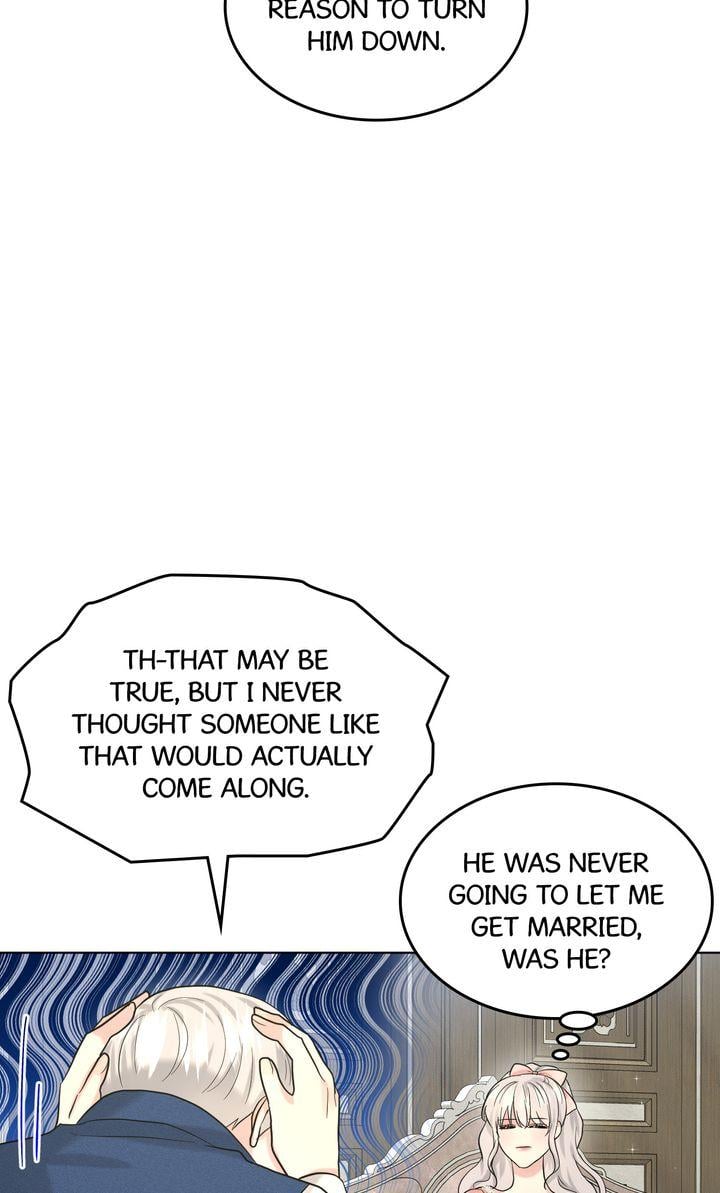 REASON TO TURN
HIM DOWN.
TH-THAT MAY BE
TRUE, BUT I NEVER
THOUGHT SOMEONE LIKE
THAT WOULD ACTUALLY
COME ALONG.
HE WAS NEVER
GOING TO LET ME
GET MARRIED,
WAS HE?